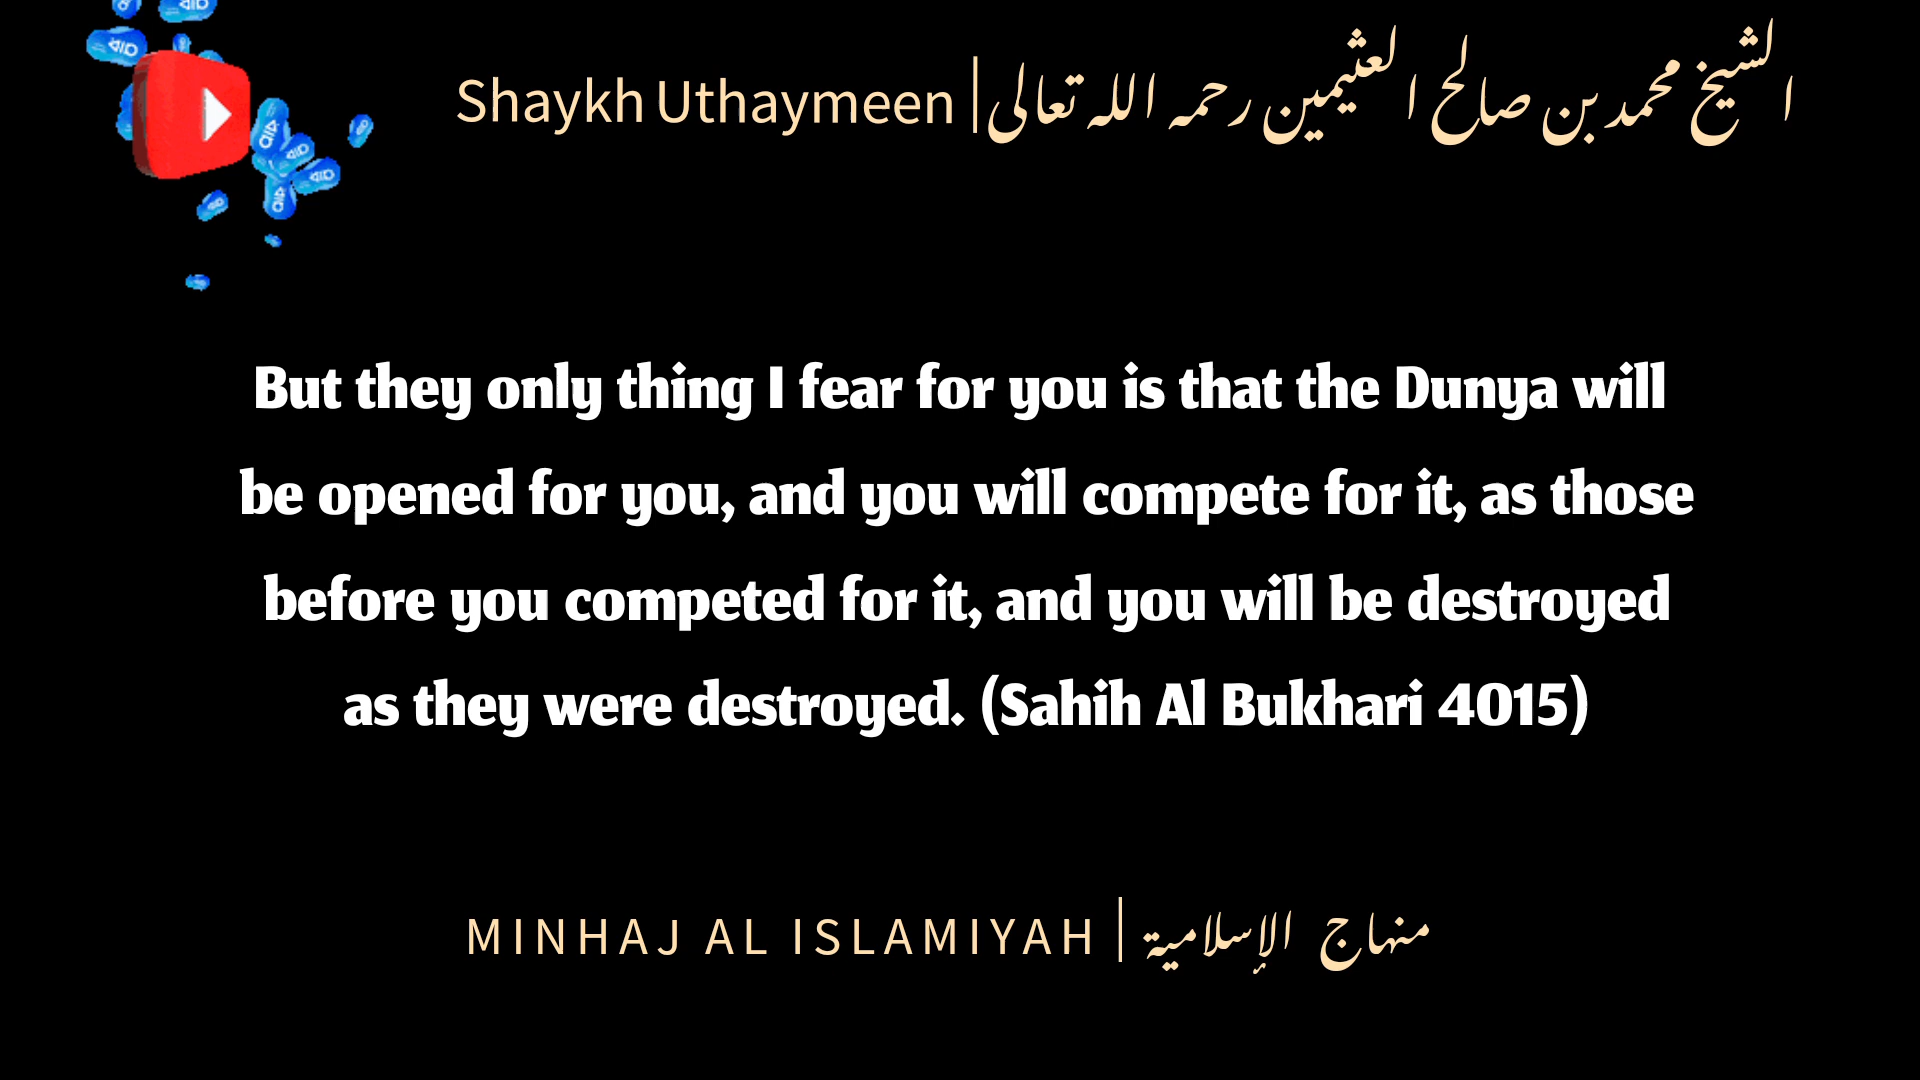 Shaykh Uthaymeen | الشيخ محمد بن صالح العثيمين رحمه الله تعالى
But they only thing I fear for you is that the Dunya will
be opened for you, and you will compete for it, as those
before you competed for it, and you will be destroyed
as they were destroyed. (Sahih Al Bukhari 4015)
MINHAJ AL ISLAMIYAH | منهاج الإسلامية